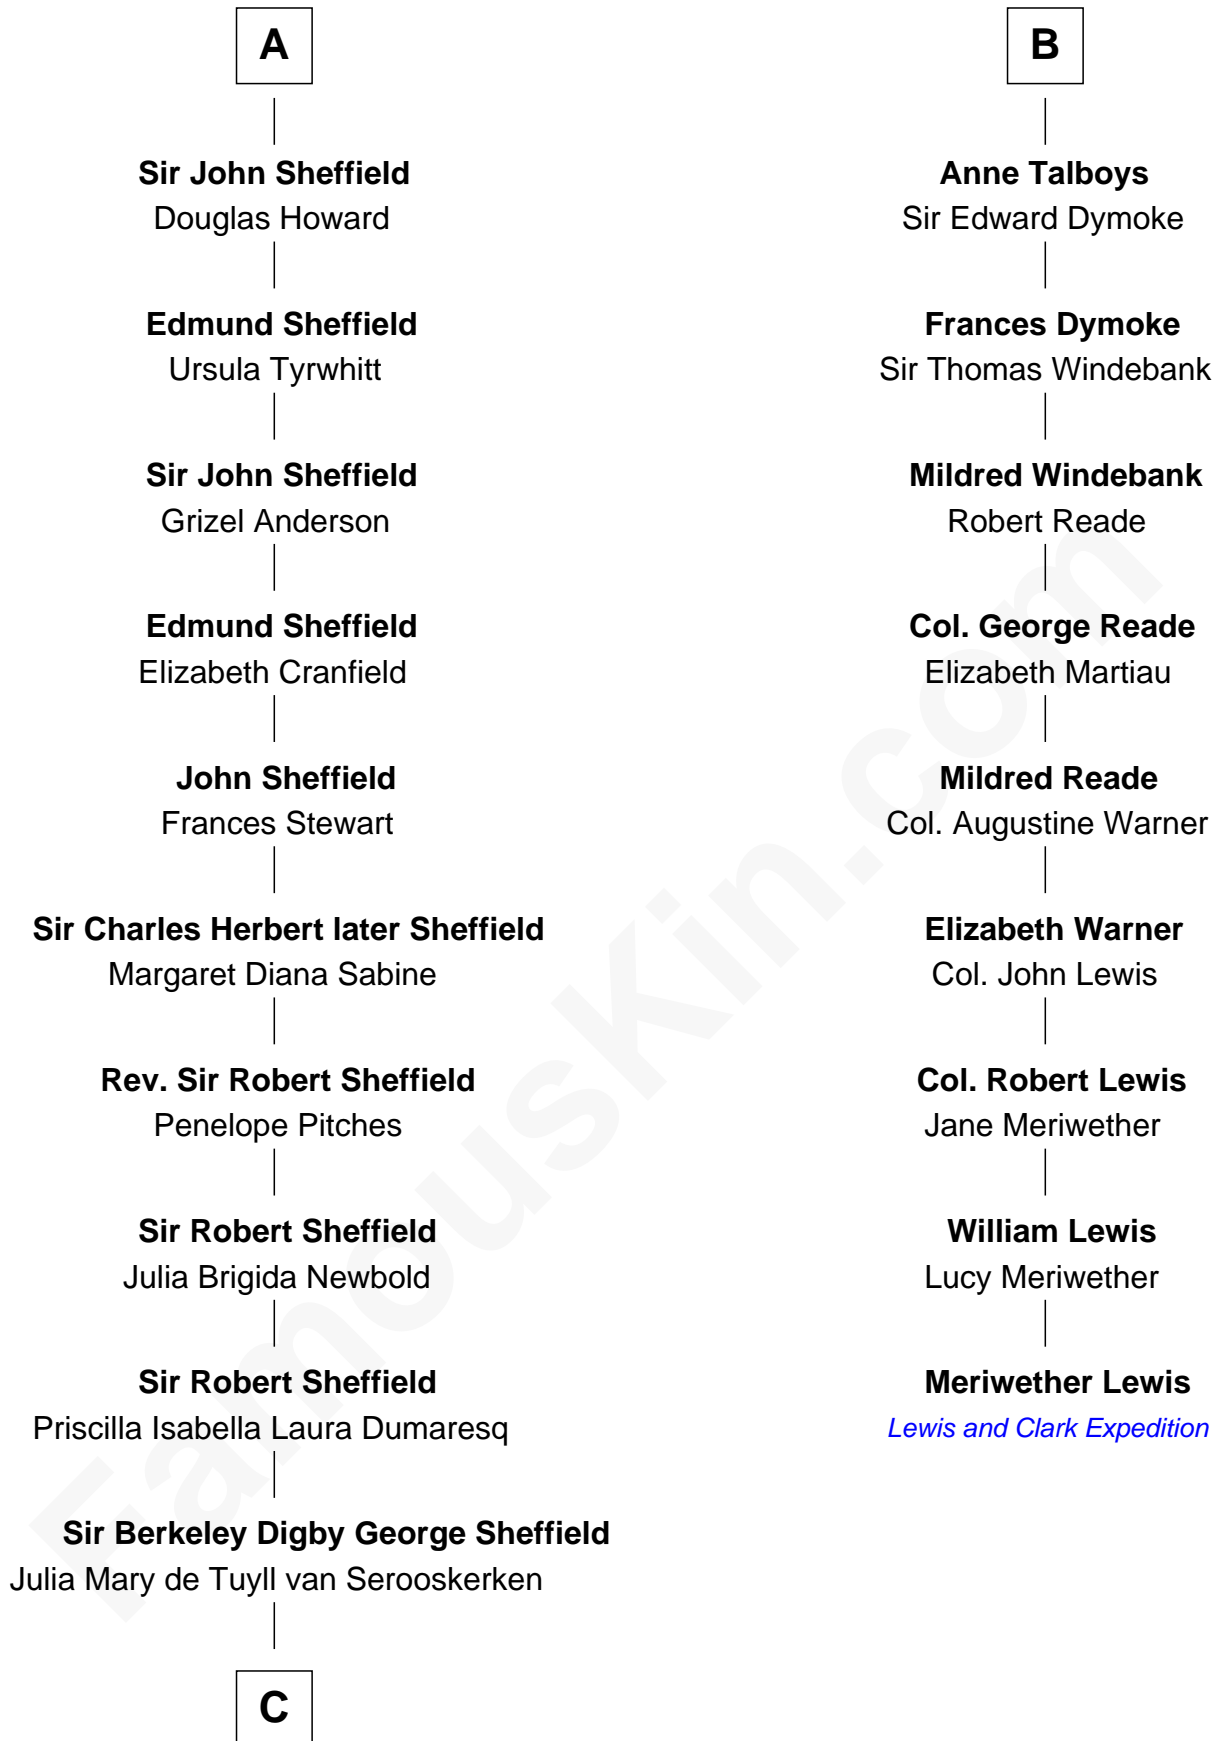 A
Sir John Sheffield
Douglas Howard
Edmund Sheffield
Ursula Tyrwhitt
Sir John Sheffield
Grizel Anderson
Edmund Sheffield
Elizabeth Cranfield
John Sheffield
Frances Stewart
Sir Charles Herbert later Sheffield
Margaret Diana Sabine
Rev. Sir Robert Sheffield
Penelope Pitches
Sir Robert Sheffield
Julia Brigida Newbold
Sir Robert Sheffield
Priscilla Isabella Laura Dumaresq
Sir Berkeley Digby George Sheffield
Julia Mary de Tuyll van Serooskerken
C
B
Anne Talboys
Sir Edward Dymoke
Frances Dymoke
Sir Thomas Windebank
Mildred Windebank
Robert Reade
Col. George Reade
Elizabeth Martiau
Mildred Reade
Col. Augustine Warner
Elizabeth Warner
Col. John Lewis
Col. Robert Lewis
Jane Meriwether
William Lewis
Lucy Meriwether
Meriwether Lewis
Lewis and Clark Expedition
FamousKin.com